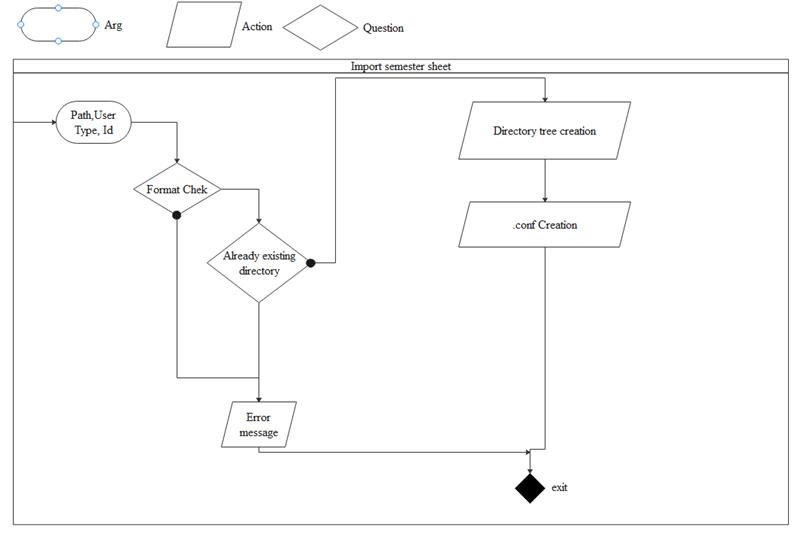 Arg
Action
Question
Import semester sheet
Path,User
Type, Id
Directory tree creation
Format Chek
.conf Creation
Already existing
directory
Error
message
exit